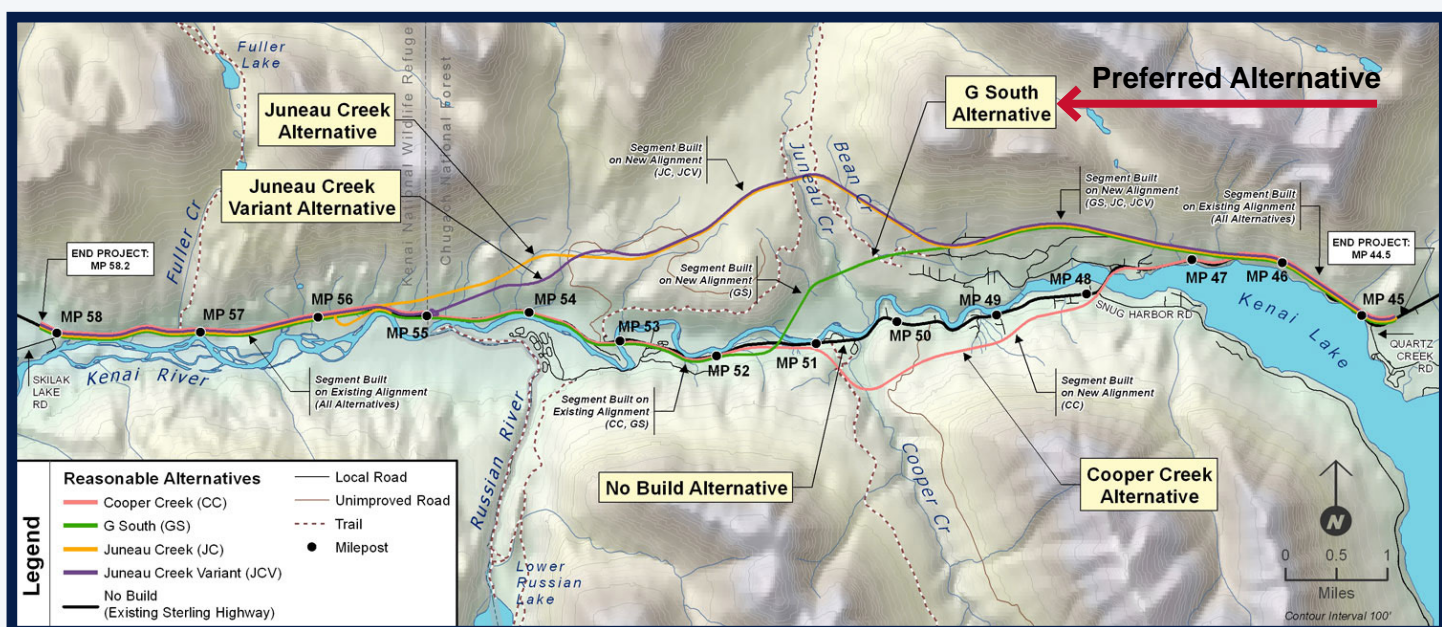 Fuller
Lake
Kenai National Wildlife Refuge
Chugach National Forest
Preferred Alternative
G South
Alternative
Juneau Creek
Alternative
Segment Built
on New Alignment
(JC, JCV)
Juneau Cr
Bean Cr
Segment Built
on New Alignment
(GS, JC, JCV)
Segment Built
on Existing Alignment
(All Alternatives)
Juneau Creek
Variant Alternative
Fuller Cr
END PROJECT:
MP 58.2
END PROJECT:
MP 44.5
Segment Built
on New Alignment
(GS)
MP 58
MP 57
MP 56
MP 55
MP 54
MP 53
MP 52
MP 51
MP 50
MP 49
MP 48
MP 47
MP 46
MP 45
SNUG HARBOR RD
Kenai Lake
QUARTZ
CREEK
RD
SKILAK
LAKE
RD
Kenai River
Segment Built
on Existing Alignment
(All Alternatives)
Segment Built on
Existing Alignment
(CC, GS)
Segment Built
on New Alignment
(CC)
Russian River
No Build Alternative
Cooper Cr
Cooper Creek
Alternative
Lower
Russian
Lake
Legend
Reasonable Alternatives
Cooper Creek (CC)
G South (GS)
Juneau Creek (JC)
Juneau Creek Variant (JCV)
No Build
(Existing Sterling Highway)
Local Road
Unimproved Road
Trail
Milepost
N
0 0.5 1
Miles
Contour Interval 100'